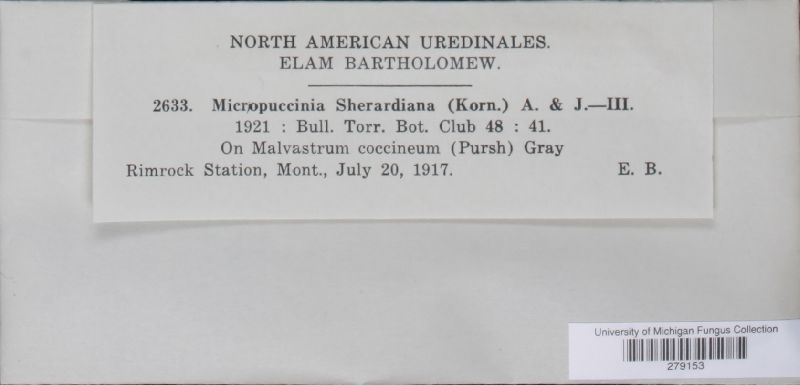 NORTH AMERICAN UREDINALES.
ELAM BARTHOLOMEW.
2633. Micropuccinia Sherardiana (Korn.) A. & J.—III.
1921 : Bull. Torr. Bot. Club 48 : 41.
On Malvastrum coccineum (Pursh) Gray
Rimrock Station, Mont., July 20, 1917. E. B.
University of Michigan Fungus Collection
279153